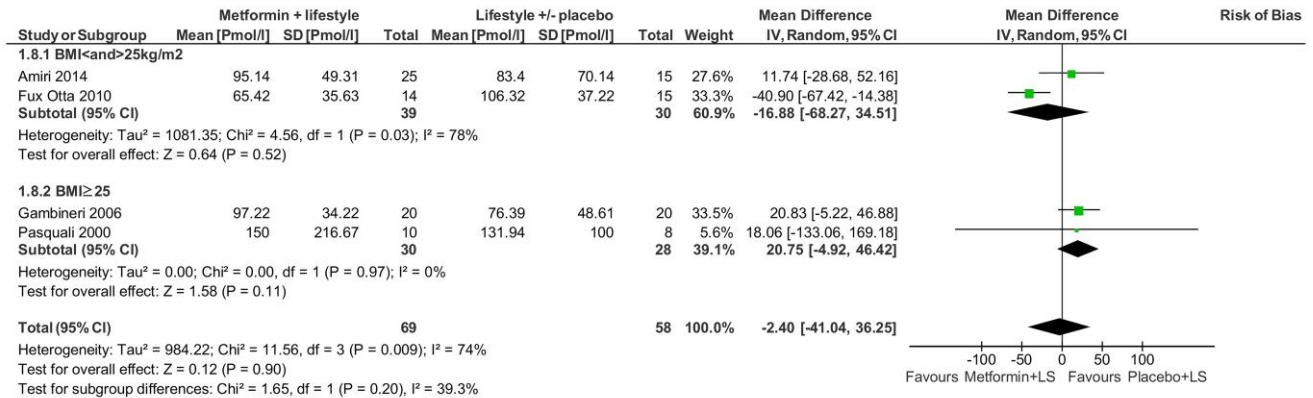 Metformin + lifestyle Lifestyle +/- placebo Mean Difference Mean Difference Risk of Bias
Study or Subgroup Mean [Pmol/l] SD [Pmol/l] Total Mean [Pmol/l] SD [Pmol/l] Total Weight IV, Random, 95% CI IV, Random, 95% CI
1.8.1 BMI<and>25kg/m2
Amiri 2014 95.14 49.31 25 83.4 70.14 15 27.6% 11.74 [-28.68, 52.16]
Fux Otta 2010 65.42 35.63 14 106.32 37.22 15 33.3% -40.90 [-67.42, -14.38]
Subtotal (95% CI) 39 30 60.9% -16.88 [-68.27, 34.51]
Heterogeneity: Tau² = 1081.35; Chi² = 4.56, df = 1 (P = 0.03); I² = 78%
Test for overall effect: Z = 0.64 (P = 0.52)
1.8.2 BMI≥25
Gambineri 2006 97.22 34.22 20 76.39 48.61 20 33.5% 20.83 [-5.22, 46.88]
Pasquali 2000 150 216.67 10 131.94 100 8 5.6% 18.06 [-133.06, 169.18]
Subtotal (95% CI) 30 28 39.1% 20.75 [-4.92, 46.42]
Heterogeneity: Tau² = 0.00; Chi² = 0.00, df = 1 (P = 0.97); I² = 0%
Test for overall effect: Z = 1.58 (P = 0.11)
Total (95% CI) 69 58 100.0% -2.40 [-41.04, 36.25]
Heterogeneity: Tau² = 984.22; Chi² = 11.56, df = 3 (P = 0.009); I² = 74%
Test for overall effect: Z = 0.12 (P = 0.90)
Test for subgroup differences: Chi² = 1.65, df = 1 (P = 0.20), I² = 39.3%
-100 -50 0 50 100
Favours Metformin+LS Favours Placebo+LS